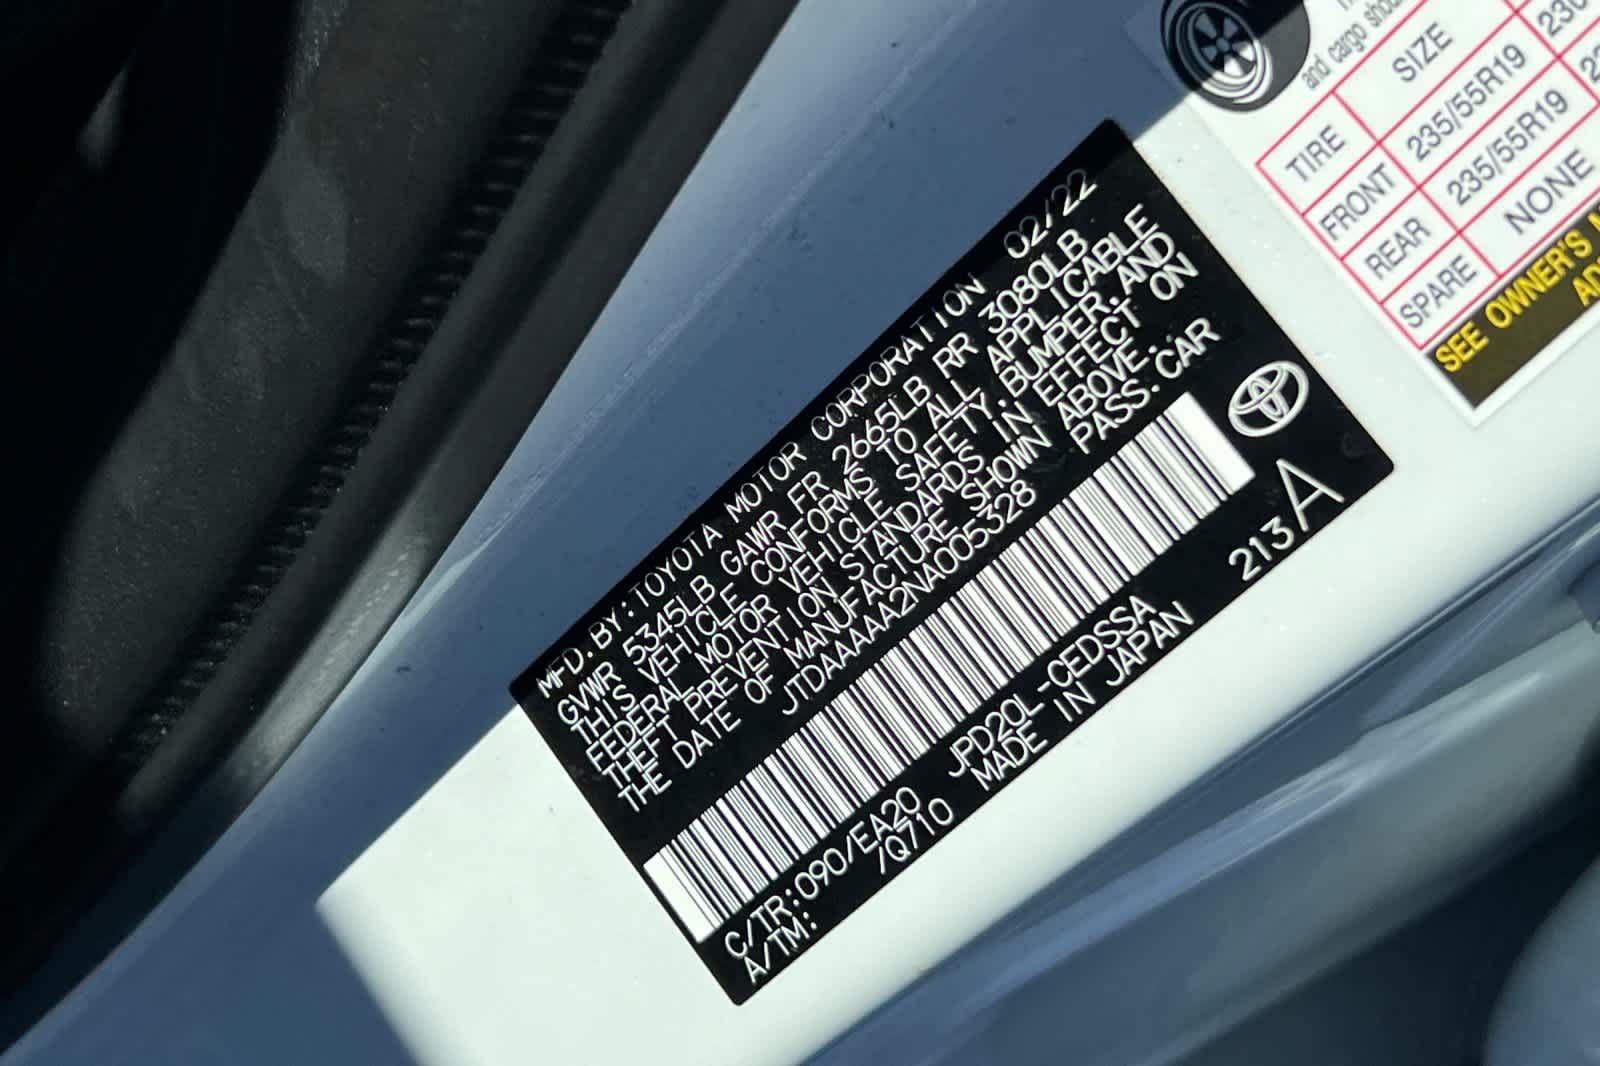 MFD.BY:TOYOTA MOTOR CORPORATION 02/22
GVWR 5345LB GAWR FR 2665LB RR 3080LB
THIS VEHICLE CONFORMS TO ALL APPLICABLE
FEDERAL MOTOR VEHICLE SAFETY,BUMPER,AND
THEFT PREVENTION STANDARDS IN EFFECT ON
THE DATE OF MANUFACTURE SHOWN ABOVE.
JTDAAAAA2NA005328 PASS.CAR
C/TR:090/EA20 JPD20L-CEDSSA
A/TM: /Q710 MADE IN JAPAN
213A
and cargo
TIRE SIZE
FRONT 235/55R19
REAR 235/55R19
SPARE NONE
SEE OWNER'S